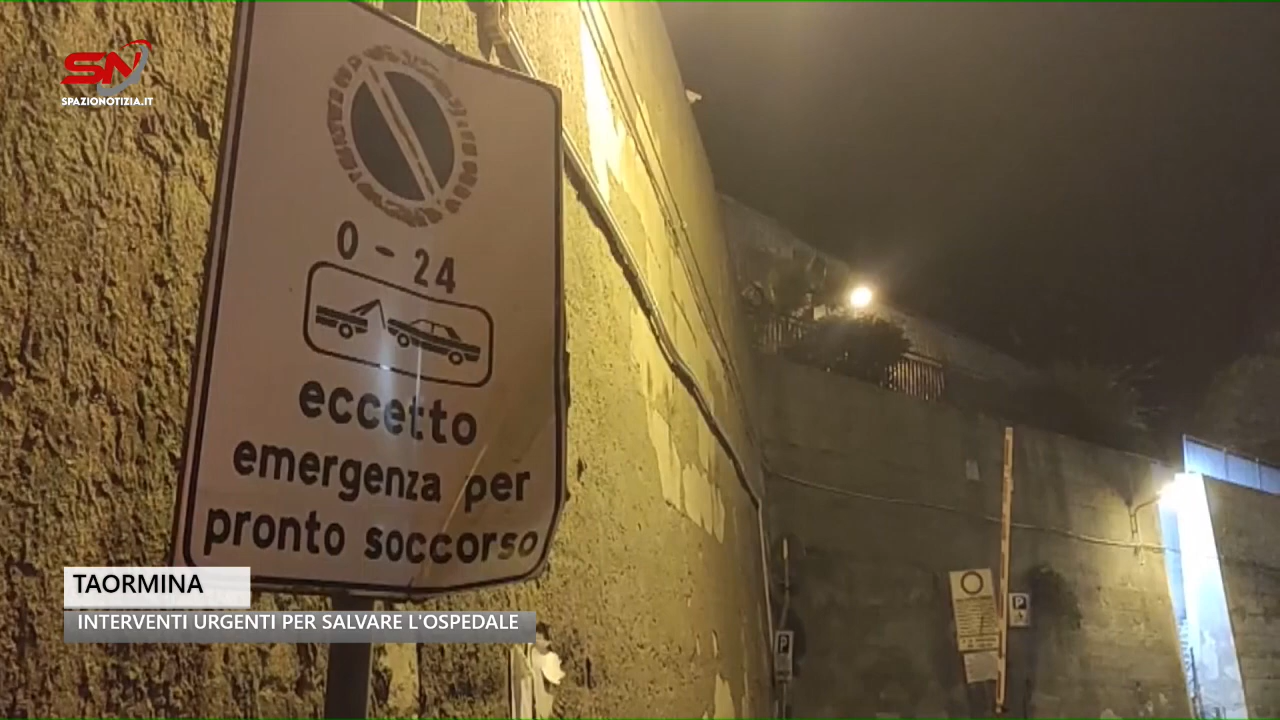 SN
SPAZIONOTIZIA.IT
0 - 24
eccetto
emergenza per
pronto soccorso
TAORMINA
INTERVENTI URGENTI PER SALVARE L'OSPEDALE
P
P